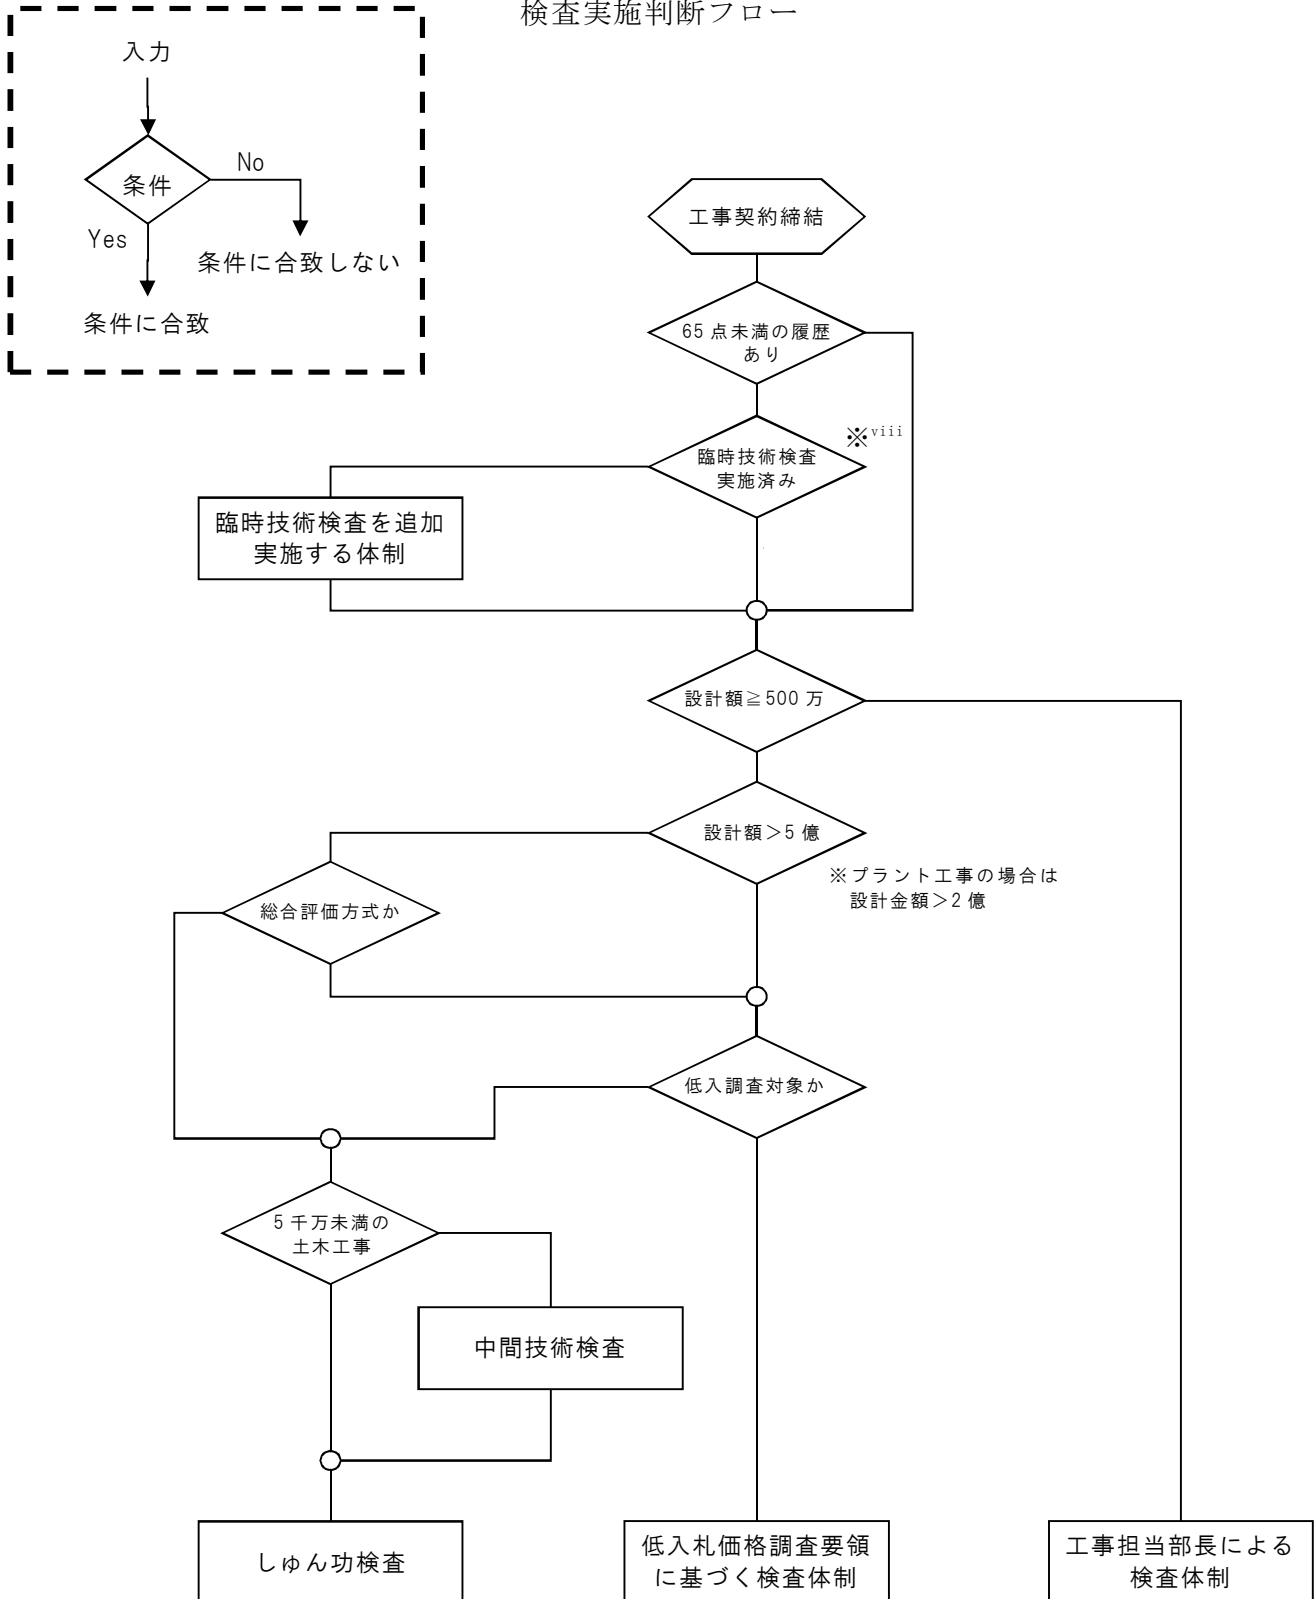 検査実施判断フロー
入力
条件
No
Yes
条件に合致しない
条件に合致
工事契約締結
65点未満の履歴
あり
※viii
臨時技術検査
実施済み
臨時技術検査を追加
実施する体制
設計額≧500万
設計額＞5億
※プラント工事の場合は
設計金額＞2億
総合評価方式か
低入調査対象か
5千万未満の
土木工事
中間技術検査
しゅん功検査
低入札価格調査要領
に基づく検査体制
工事担当部長による
検査体制